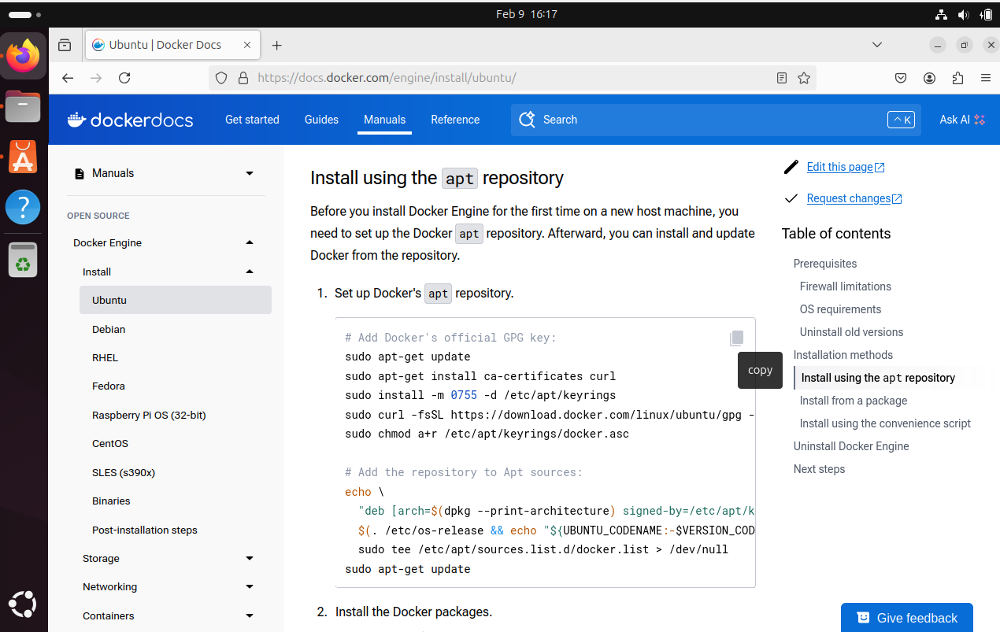 Feb 9 16:17
Ubuntu | Docker Docs
https://docs.docker.com/engine/install/ubuntu/
dockerdocs
Get started
Guides
Manuals
Reference
Search
^ K
Ask AI
Manuals
OPEN SOURCE
Docker Engine
Install
Ubuntu
Debian
RHEL
Fedora
Raspberry Pi OS (32-bit)
CentOS
SLES (s390x)
Binaries
Post-installation steps
Storage
Networking
Containers
Install using the apt repository
Before you install Docker Engine for the first time on a new host machine, you
need to set up the Docker apt repository. Afterward, you can install and update
Docker from the repository.
1. Set up Docker's apt repository.
# Add Docker's official GPG key:
sudo apt-get update
sudo apt-get install ca-certificates curl
sudo install -m 0755 -d /etc/apt/keyrings
sudo curl -fsSL https://download.docker.com/linux/ubuntu/gpg -
sudo chmod a+r /etc/apt/keyrings/docker.asc
# Add the repository to Apt sources:
echo \
"deb [arch=$(dpkg --print-architecture) signed-by=/etc/apt/k
$(. /etc/os-release && echo "${UBUNTU_CODENAME:-$VERSION_COD
sudo tee /etc/apt/sources.list.d/docker.list > /dev/null
sudo apt-get update
copy
2. Install the Docker packages.
Edit this page
Request changes
Table of contents
Prerequisites
Firewall limitations
OS requirements
Uninstall old versions
Installation methods
Install using the apt repository
Install from a package
Install using the convenience script
Uninstall Docker Engine
Next steps
Give feedback